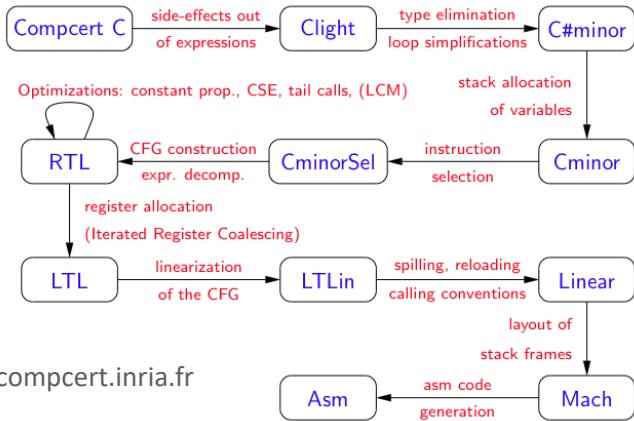 Compcert C
side-effects out
of expressions
Clight
type elimination
loop simplifications
C#minor
stack allocation
of variables
Optimizations: constant prop., CSE, tail calls, (LCM)
RTL
CFG construction
expr. decomp.
CminorSel
instruction
selection
Cminor
register allocation
(Iterated Register Coalescing)
LTL
linearization
of the CFG
LTLin
spilling, reloading
calling conventions
Linear
layout of
stack frames
compcert.inria.fr
Asm
asm code
generation
Mach